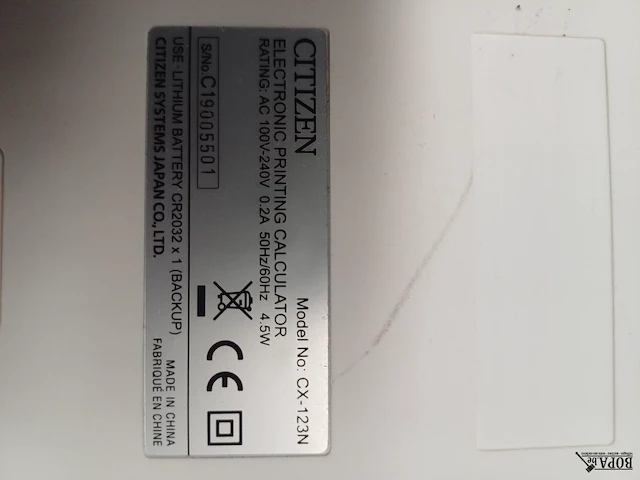 CITIZEN
Model No: CX-123N
ELECTRONIC PRINTING CALCULATOR
RATING: AC 100V-240V 0.2A 50Hz/60Hz 4.5W
S/No. C19005501
CE
USE - LITHIUM BATTERY CR2032 x 1 (BACKUP)
MADE IN CHINA
CITIZEN SYSTEMS JAPAN CO., LTD.
FABRIQUÉ EN CHINE
BOPA